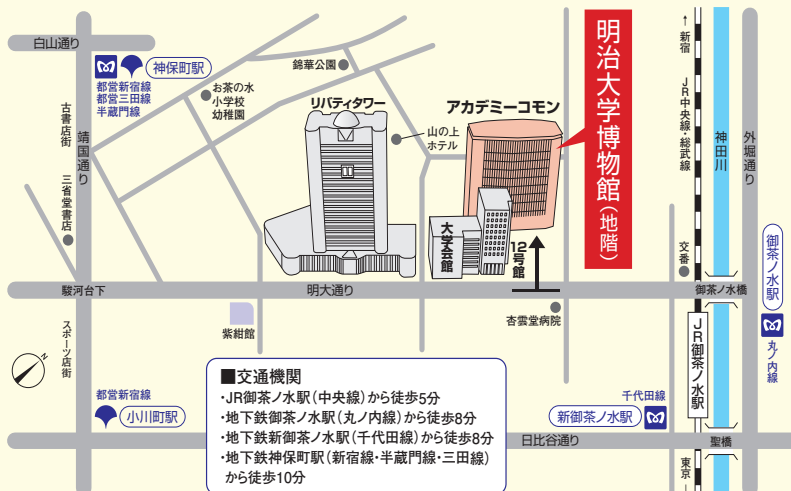 白山通り
神保町駅
都営新宿線
都営三田線
半蔵門線
古書店街
靖国通り
三省堂書店
錦華公園
お茶の水
小学校
幼稚園
リバティタワー
山の上
ホテル
アカデミーコモン
明治大学博物館(地階)
大学会館
12号館
↑新宿
JR中央線・総武線
神田川
外堀通り
交番
御茶ノ水駅
丸ノ内線
駿河台下
明大通り
御茶ノ水橋
紫紺館
杏雲堂病院
スポーツ店街
N
JR御茶ノ水駅
都営新宿線
小川町駅
■交通機関
・JR御茶ノ水駅(中央線)から徒歩5分
・地下鉄御茶ノ水駅(丸ノ内線)から徒歩8分
・地下鉄新御茶ノ水駅(千代田線)から徒歩8分
・地下鉄神保町駅(新宿線・半蔵門線・三田線)
から徒歩10分
千代田線
新御茶ノ水駅
日比谷通り
聖橋
東京↓